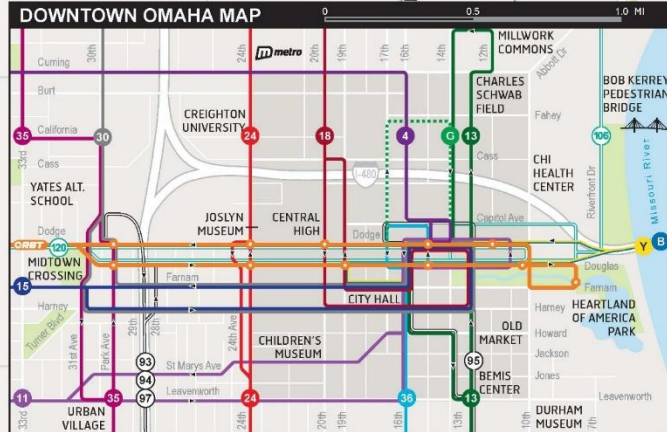 DOWNTOWN OMAHA MAP
0 0.5 1.0 MI
metro
30th
24th
20th
19th
17th
16th
14th
12th
MILLWORK
COMMONS
Abbott Dr
Cuming
Burt
California
Cass
33rd
35
30
24
18
4
G
13
106
CREIGHTON
UNIVERSITY
CHARLES
SCHWAB
FIELD
BOB KERREY
PEDESTRIAN
BRIDGE
Fahey
Cass
I-480
CHI
HEALTH
CENTER
Riverfront Dr
Missouri River
YATES ALT.
SCHOOL
JOSLYN
MUSEUM
CENTRAL
HIGH
Dodge
Capitol Ave
Dodge
ORBT
120
Y
B
MIDTOWN
CROSSING
Farnam
Douglas
15
CITY HALL
Farnam
Harney
Harney
HEARTLAND
OF AMERICA
PARK
Turner Blvd
31st Ave
Park Ave
29th
28th
24th Ave
CHILDREN'S
MUSEUM
OLD
MARKET
Howard
Jackson
Jones
93
94
97
95
St Marys Ave
Leavenworth
BEMIS
CENTER
Leavenworth
11
35
24
36
13
33rd
URBAN
VILLAGE
24th
20th
19th
16th
10th
7th
DURHAM
MUSEUM